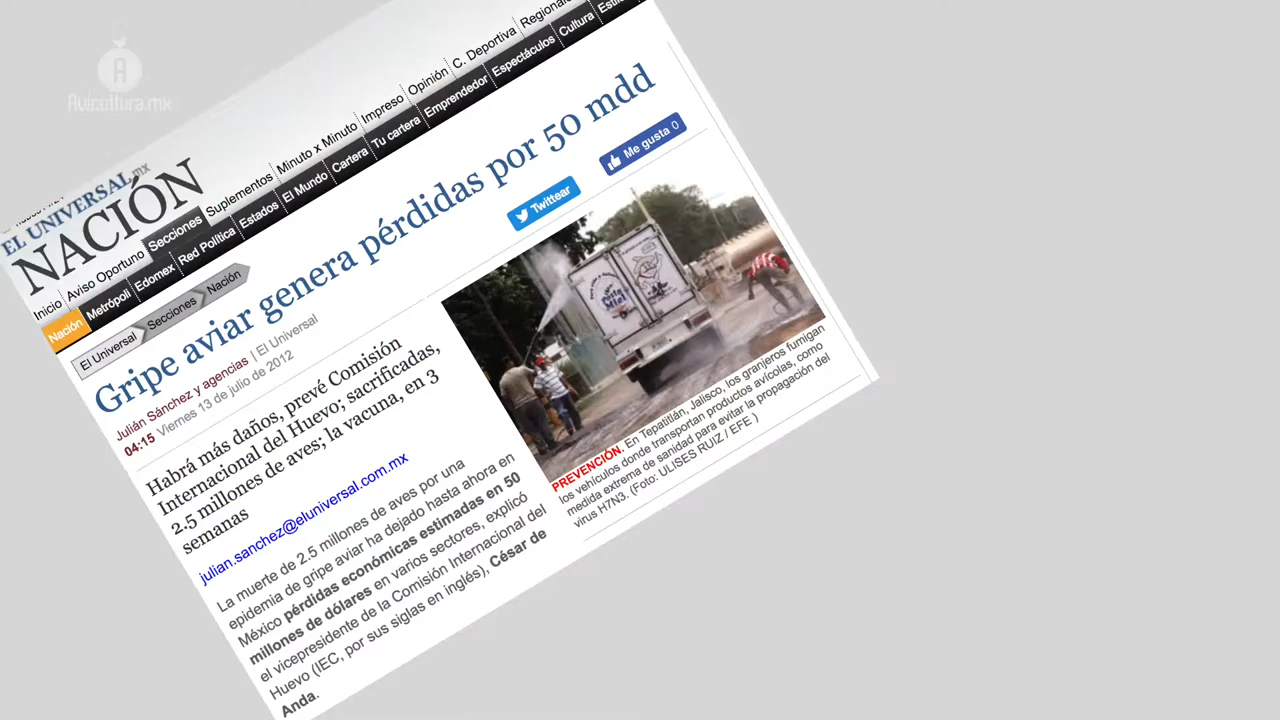 Avicultura.mx
EL UNIVERSAL.mx
NACIÓN
Inicio Aviso Oportuno Secciones Suplementos Minuto x Minuto Impreso Opinión C. Deportiva
Nación Metrópoli Edomex Red Política Estados El Mundo Cartera Tu cartera Emprendedor Espectáculos Cultura
El Universal Secciones Nación
Gripe aviar genera pérdidas por 50 mdd
Julián Sánchez y agencias | El Universal
04:15 Viernes 13 de julio de 2012
Twittear
Me gusta 0
Habrá más daños, prevé Comisión
Internacional del Huevo; sacrificadas,
2.5 millones de aves; la vacuna, en 3
semanas
julian.sanchez@eluniversal.com.mx
La muerte de 2.5 millones de aves por una
epidemia de gripe aviar ha dejado hasta ahora en
México pérdidas económicas estimadas en 50
millones de dólares en varios sectores, explicó
el vicepresidente de la Comisión Internacional del
Huevo (IEC, por sus siglas en inglés), César de
Anda.
PREVENCIÓN. En Tepatitlán, Jalisco, los granjeros fumigan
los vehículos donde transportan productos avícolas, como
medida extrema de sanidad para evitar la propagación del
virus H7N3. (Foto: ULISES RUIZ / EFE )